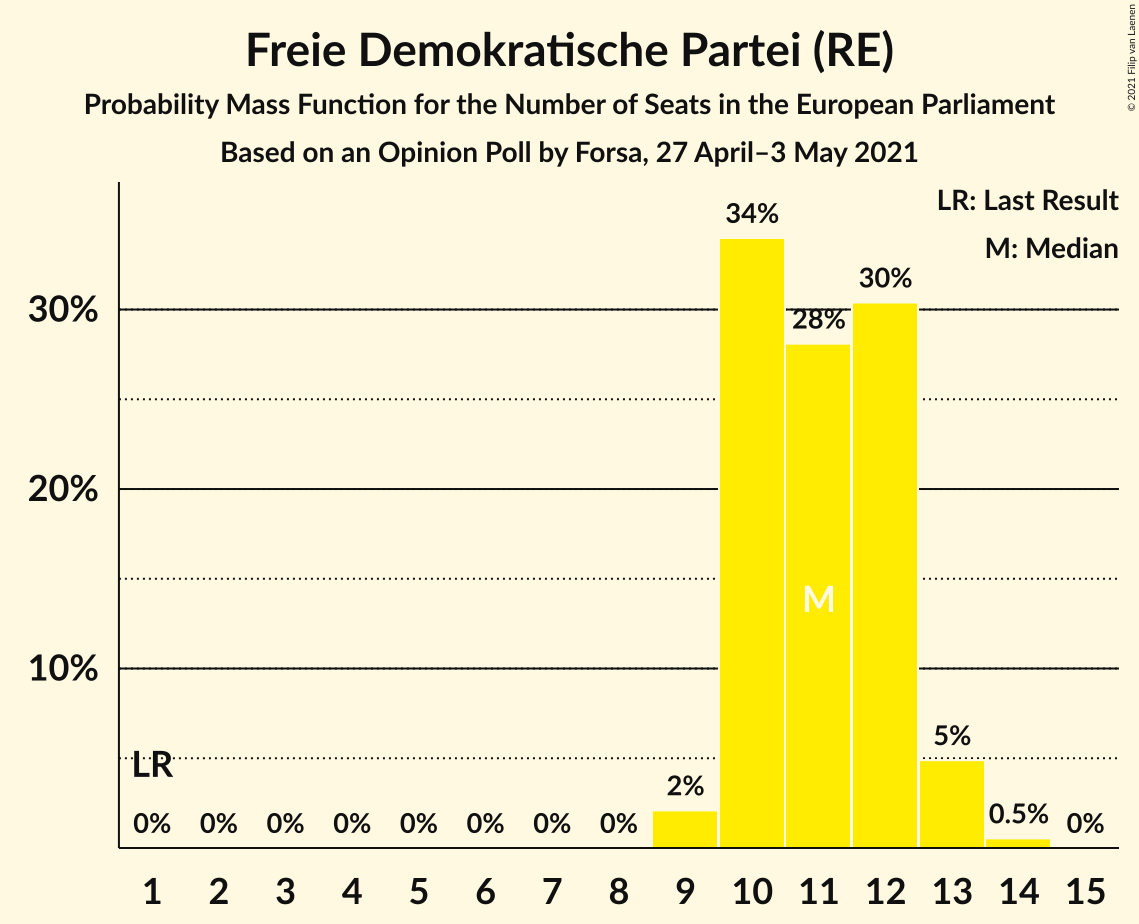 Freie Demokratische Partei (RE)
Probability Mass Function for the Number of Seats in the European Parliament
Based on an Opinion Poll by Forsa, 27 April–3 May 2021
© 2021 Filip van Laenen
LR: Last Result
M: Median
34%
30%
28%
30%
20%
10%
M
LR
5%
2%
0.5%
0% 0% 0% 0% 0% 0% 0% 0% 0%
1 2 3 4 5 6 7 8 9 10 11 12 13 14 15